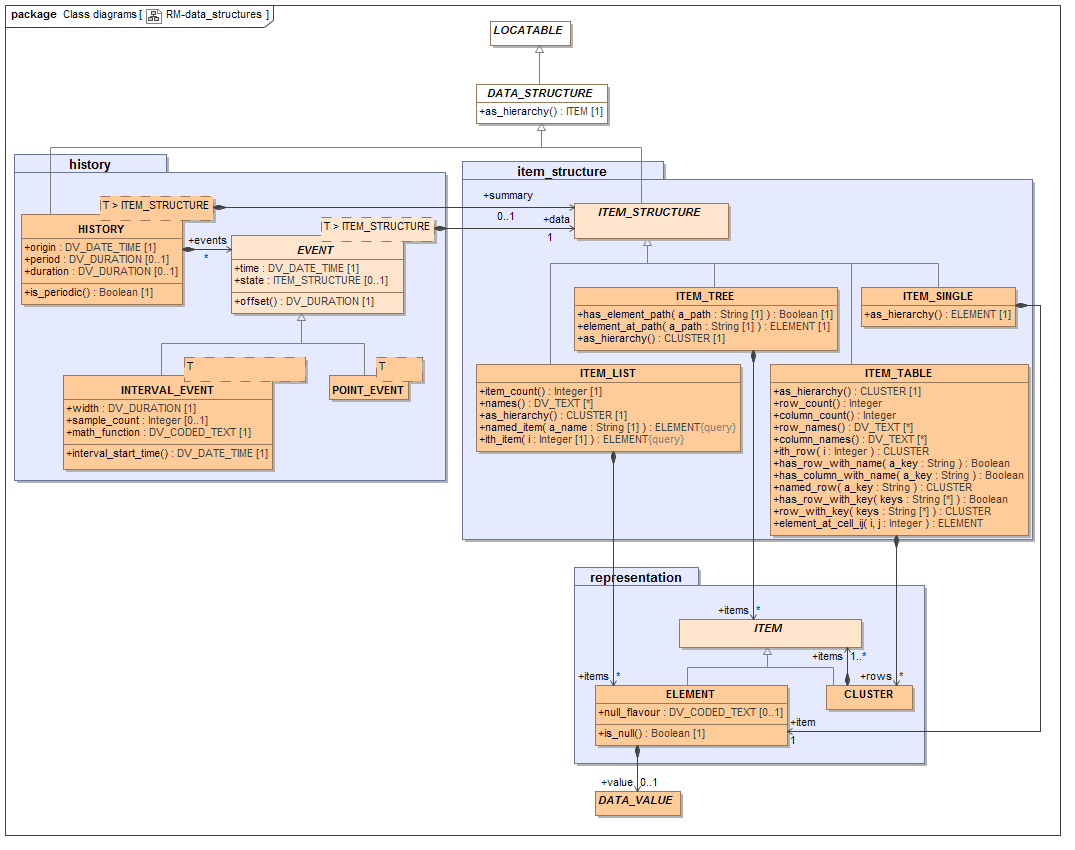 package Class diagrams [ RM-data_structures ]
LOCATABLE
DATA_STRUCTURE
+as_hierarchy() : ITEM [1]
history
T > ITEM_STRUCTURE
HISTORY
+origin : DV_DATE_TIME [1]
+period : DV_DURATION [0..1]
+duration : DV_DURATION [0..1]
+is_periodic() : Boolean [1]
+events
*
T > ITEM_STRUCTURE
EVENT
+time : DV_DATE_TIME [1]
+state : ITEM_STRUCTURE [0..1]
+offset() : DV_DURATION [1]
T
INTERVAL_EVENT
+width : DV_DURATION [1]
+sample_count : Integer [0..1]
+math_function : DV_CODED_TEXT [1]
+interval_start_time() : DV_DATE_TIME [1]
T
POINT_EVENT
item_structure
+summary
0..1
+data
1
ITEM_STRUCTURE
ITEM_TREE
+has_element_path( a_path : String [1] ) : Boolean [1]
+element_at_path( a_path : String [1] ) : ELEMENT [1]
+as_hierarchy() : CLUSTER [1]
ITEM_SINGLE
+as_hierarchy() : ELEMENT [1]
ITEM_LIST
+item_count() : Integer [1]
+names() : DV_TEXT [*]
+as_hierarchy() : CLUSTER [1]
+named_item( a_name : String [1] ) : ELEMENT{query}
+ith_item( i : Integer [1] ) : ELEMENT{query}
ITEM_TABLE
+as_hierarchy() : CLUSTER [1]
+row_count() : Integer
+column_count() : Integer
+row_names() : DV_TEXT [*]
+column_names() : DV_TEXT [*]
+ith_row( i : Integer ) : CLUSTER
+has_row_with_name( a_key : String ) : Boolean
+has_column_with_name( a_key : String ) : Boolean
+named_row( a_key : String ) : CLUSTER
+has_row_with_key( keys : String [*] ) : Boolean
+row_with_key( keys : String [*] ) : CLUSTER
+element_at_cell_ij( i, j : Integer ) : ELEMENT
representation
+items *
ITEM
+items 1..*
+items *
+rows *
ELEMENT
+null_flavour : DV_CODED_TEXT [0..1]
+is_null() : Boolean [1]
CLUSTER
+item
1
+value 0..1
DATA_VALUE